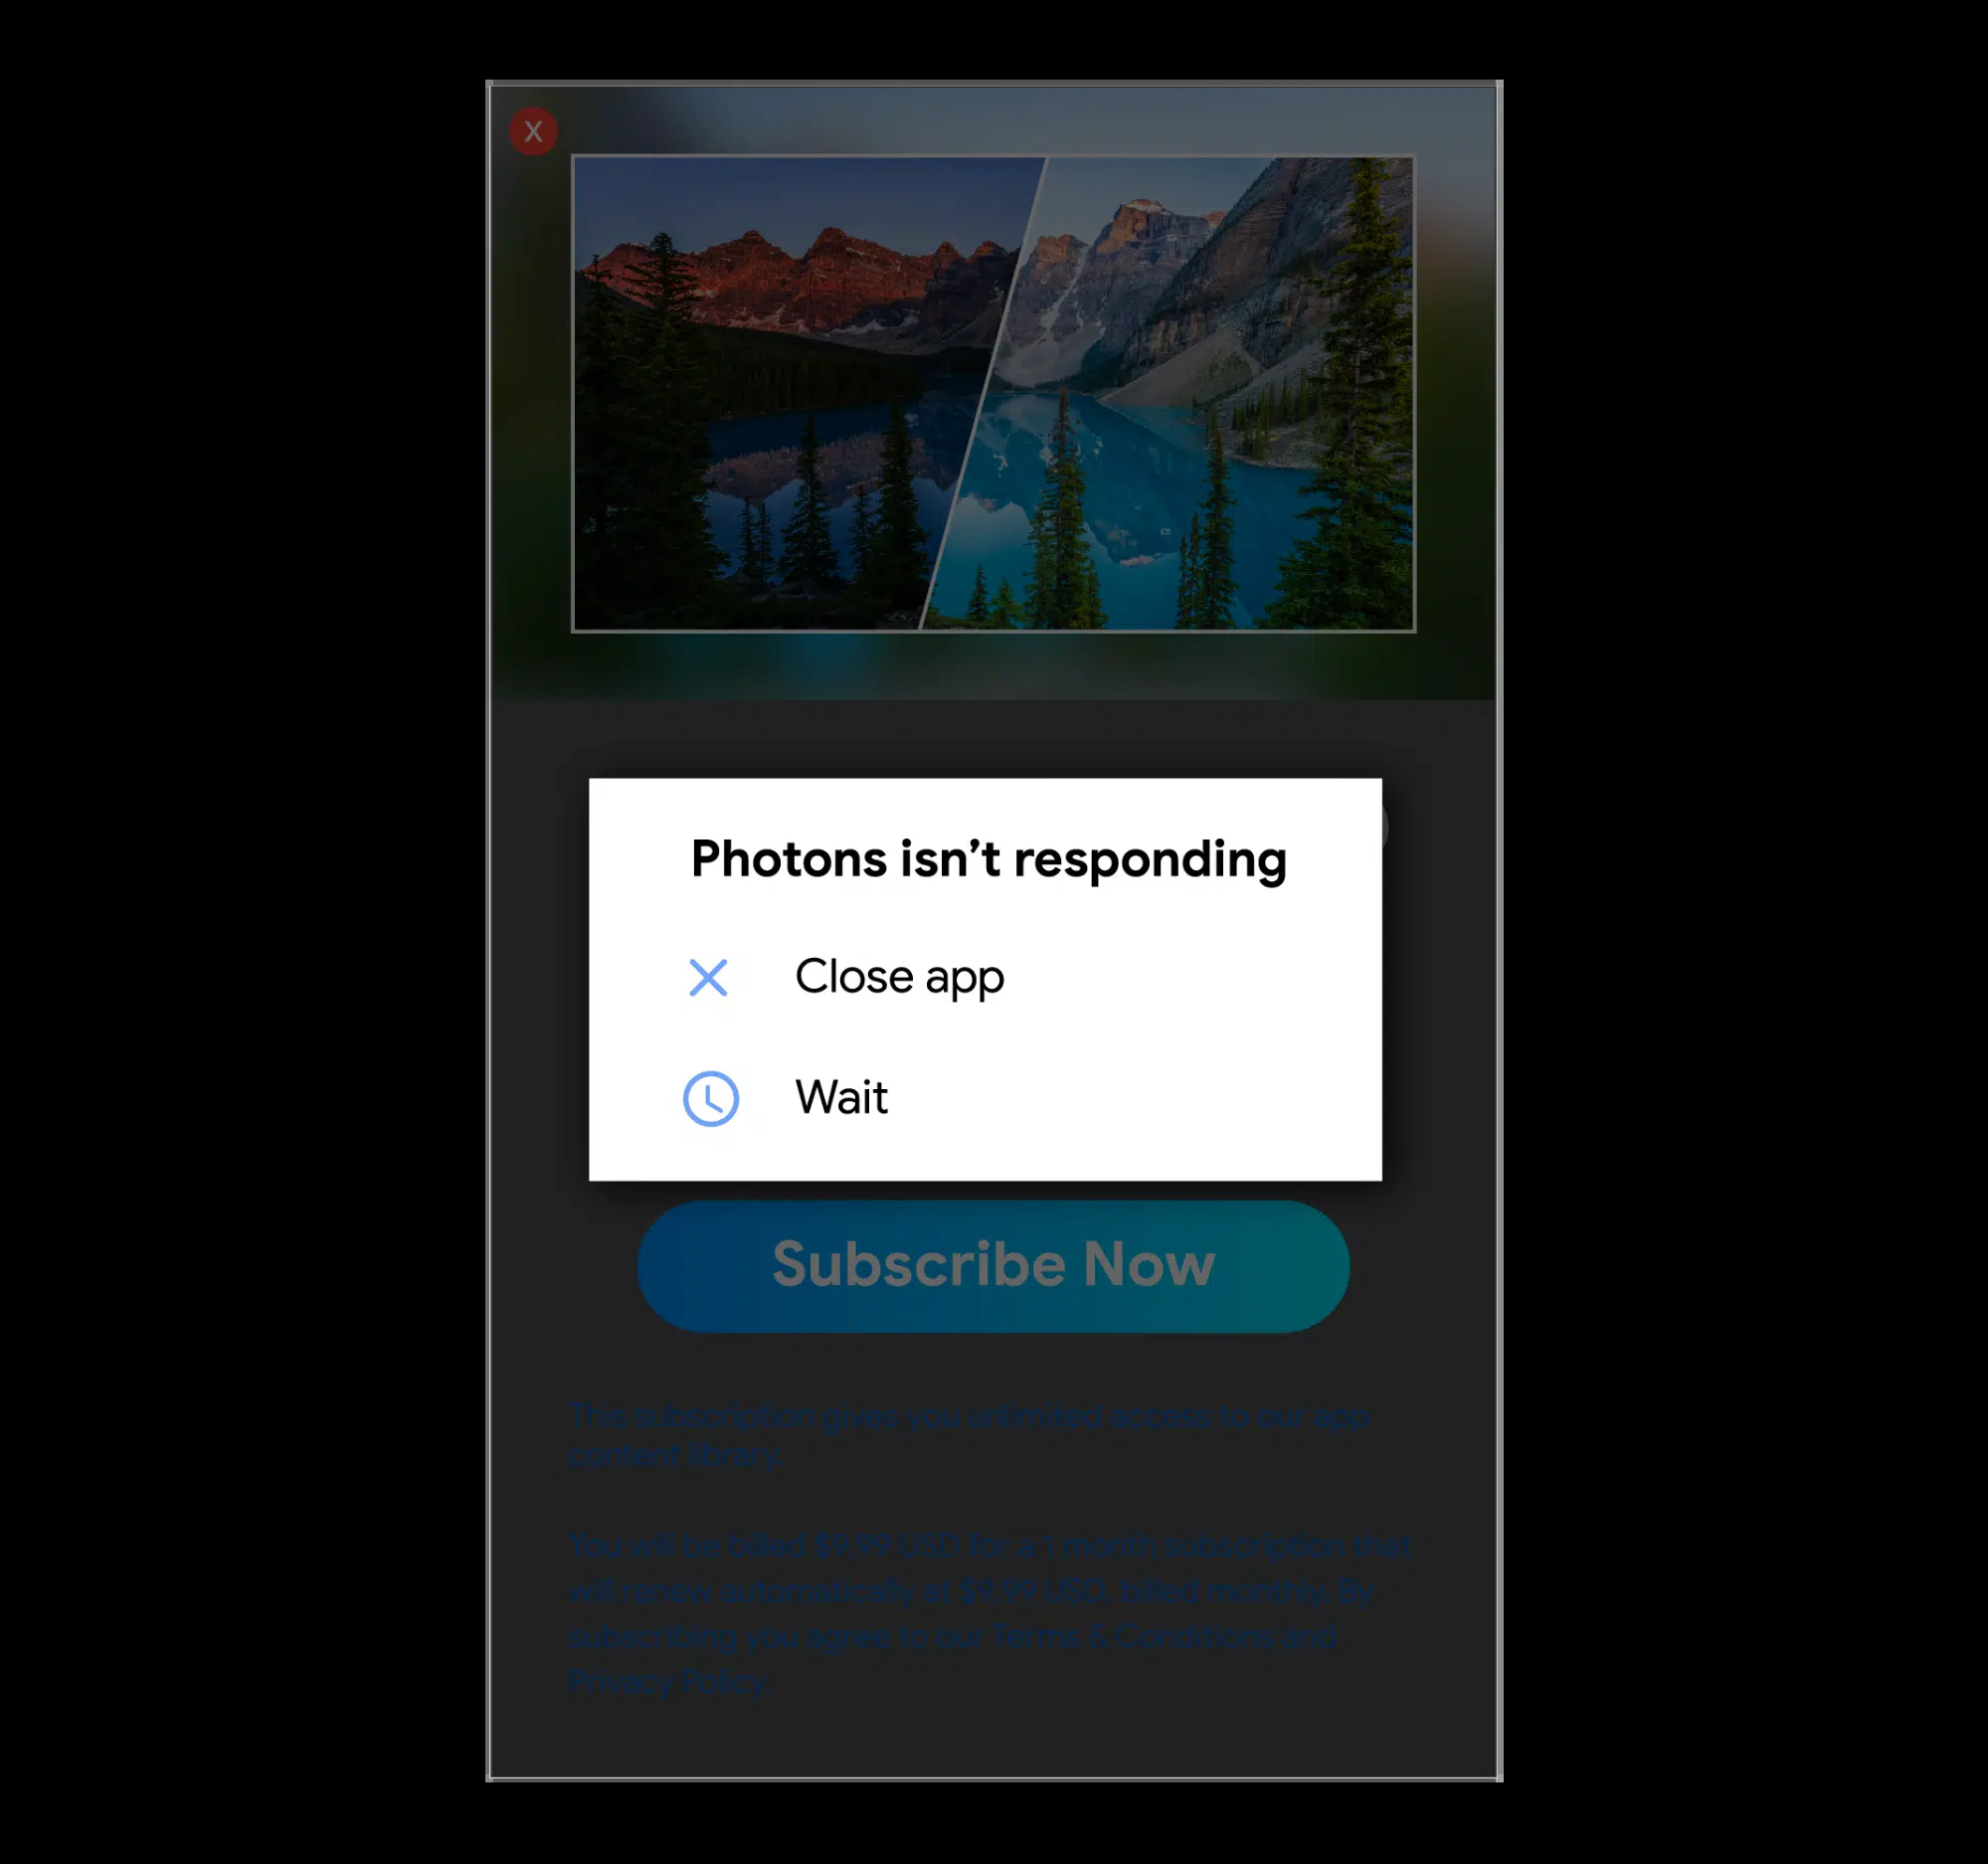 X
Photons isn’t responding
Close app
Wait
Subscribe Now
This subscription gives you unlimited access to our app
content library.
You will be billed $9.99 USD for a 1 month subscription that
will renew automatically at $9.99 USD, billed monthly. By
subscribing you agree to our Terms & Conditions and
Privacy Policy.